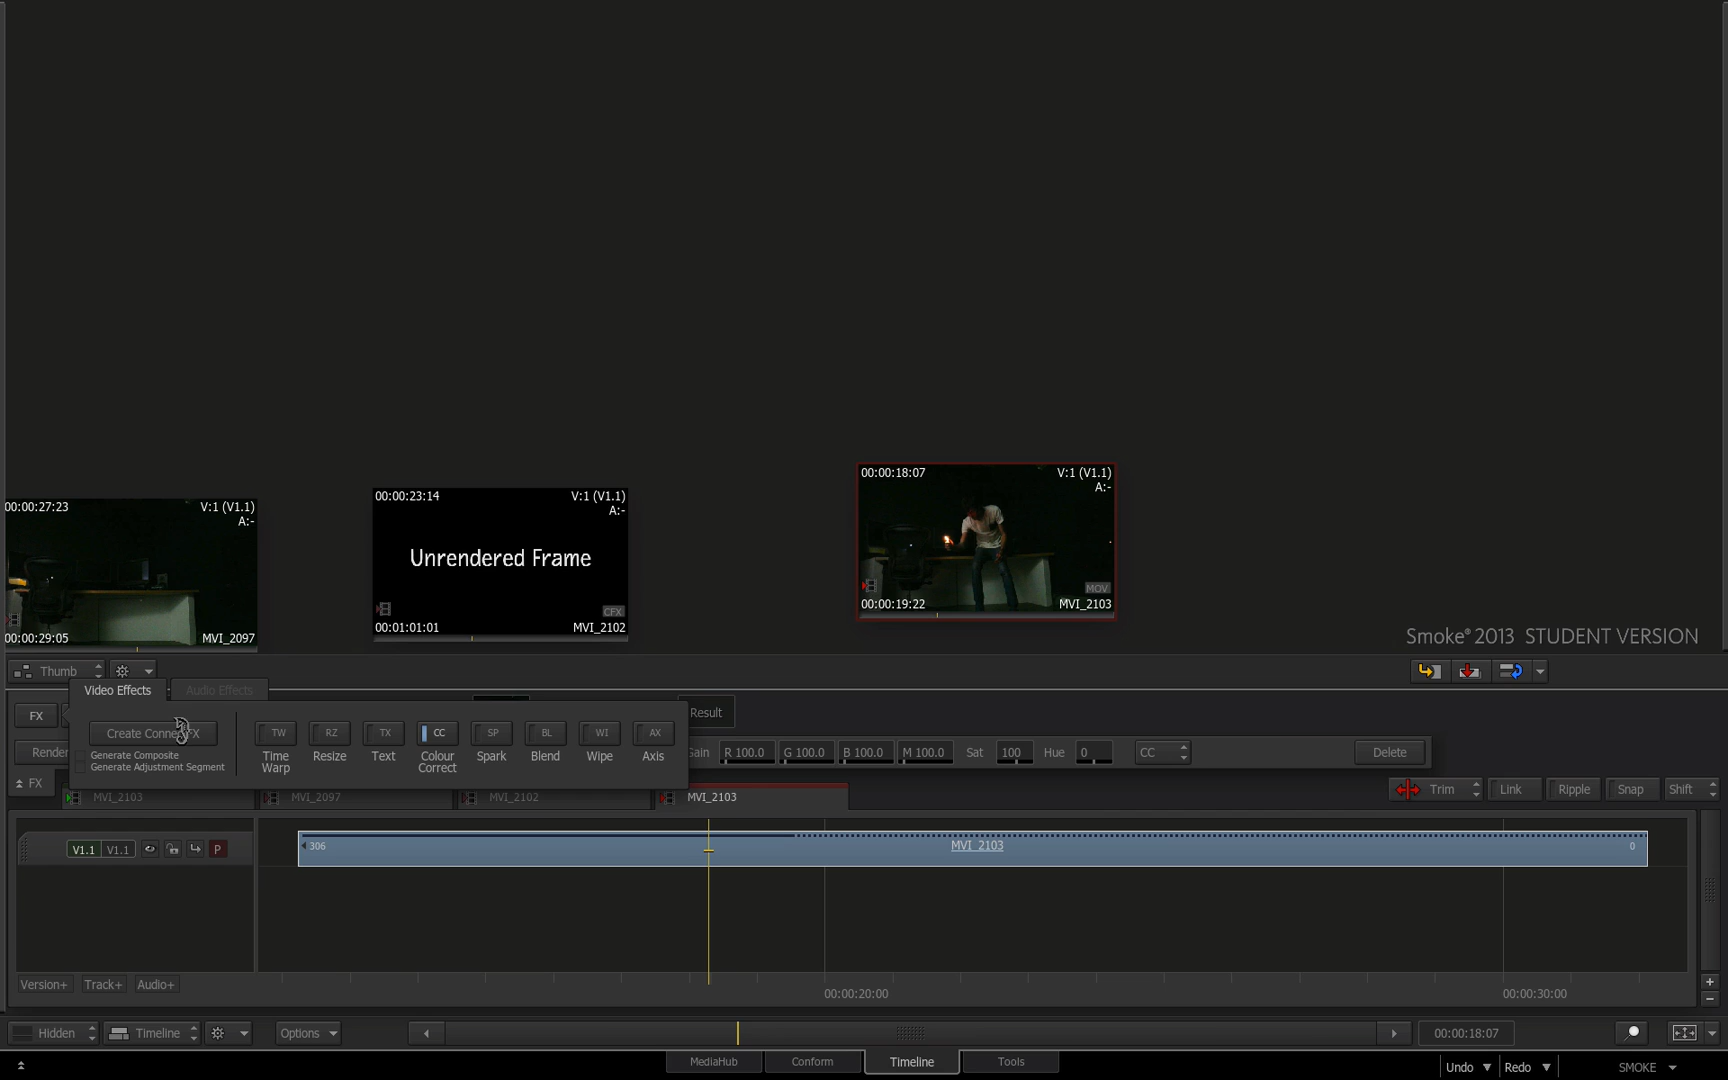 00:00:18:07
V:1 (V1.1)
A:-
00:00:23:14
V:1 (V1.1)
A:-
00:00:27:23
V:1 (V1.1)
A:-
Unrendered Frame
MOV
00:00:19:22
MVI_2103
CFX
00:01:01:01
MVI_2102
00:00:29:05
MVI_2097
Smoke® 2013 STUDENT VERSION
Thumb
Video Effects
Audio Effects
FX
Result
Create Connect FX
TW
RZ
TX
CC
SP
BL
WI
AX
Render
Generate Composite
Generate Adjustment Segment
Time Warp
Resize
Text
Colour Correct
Spark
Blend
Wipe
Axis
R 100.0
G 100.0
B 100.0
M 100.0
Sat
100
Hue
0
CC
Delete
FX
MVI_2103
MVI_2097
MVI_2102
MVI_2103
Trim
Link
Ripple
Snap
Shift
V1.1
V1.1
P
306
MVI_2103
0
Version+
Track+
Audio+
00:00:20:00
00:00:30:00
Hidden
Timeline
Options
00:00:18:07
MediaHub
Conform
Timeline
Tools
Undo
Redo
SMOKE